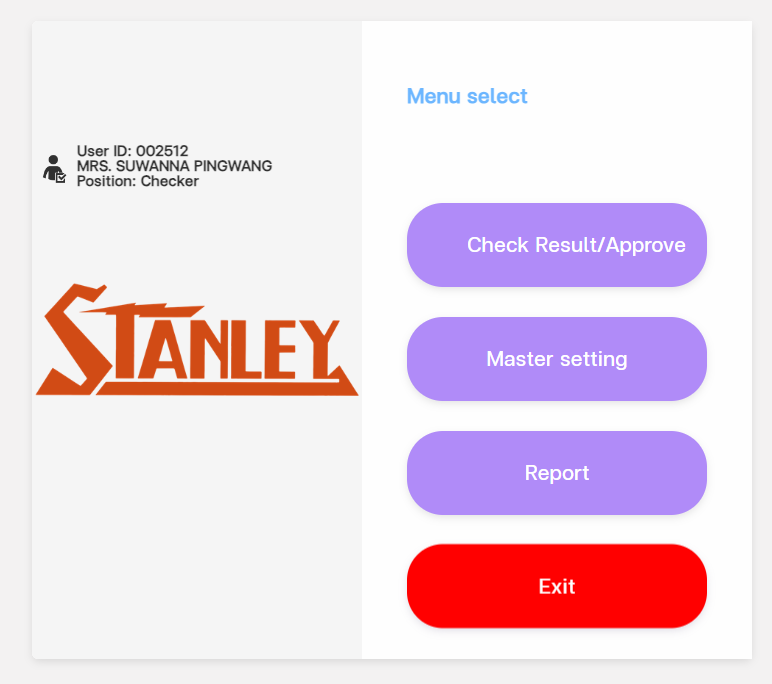 User ID: 002512
MRS. SUWANNA PINGWANG
Position: Checker
STANLEY
Menu select
Check Result/Approve
Master setting
Report
Exit